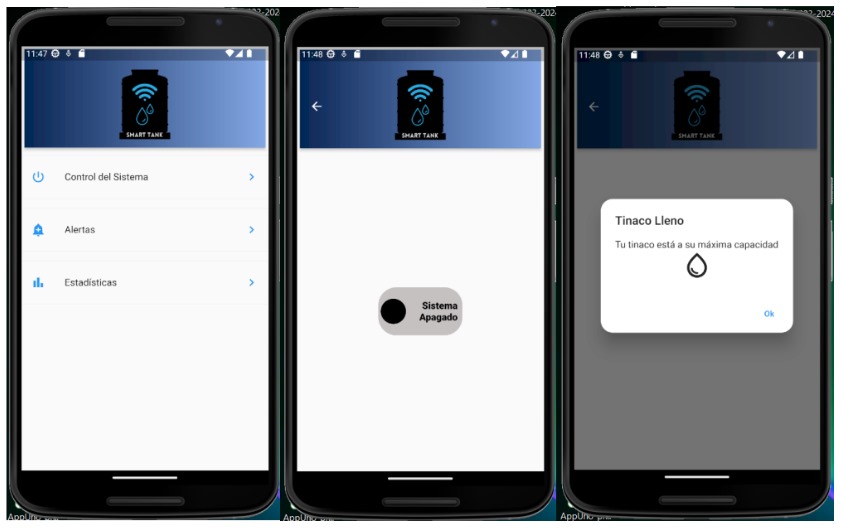 11:47
SMART TANK
Control del Sistema
Alertas
Estadísticas
11:48
SMART TANK
Sistema
Apagado
11:48
SMART TANK
Tinaco Lleno
Tu tinaco está a su máxima capacidad
Ok